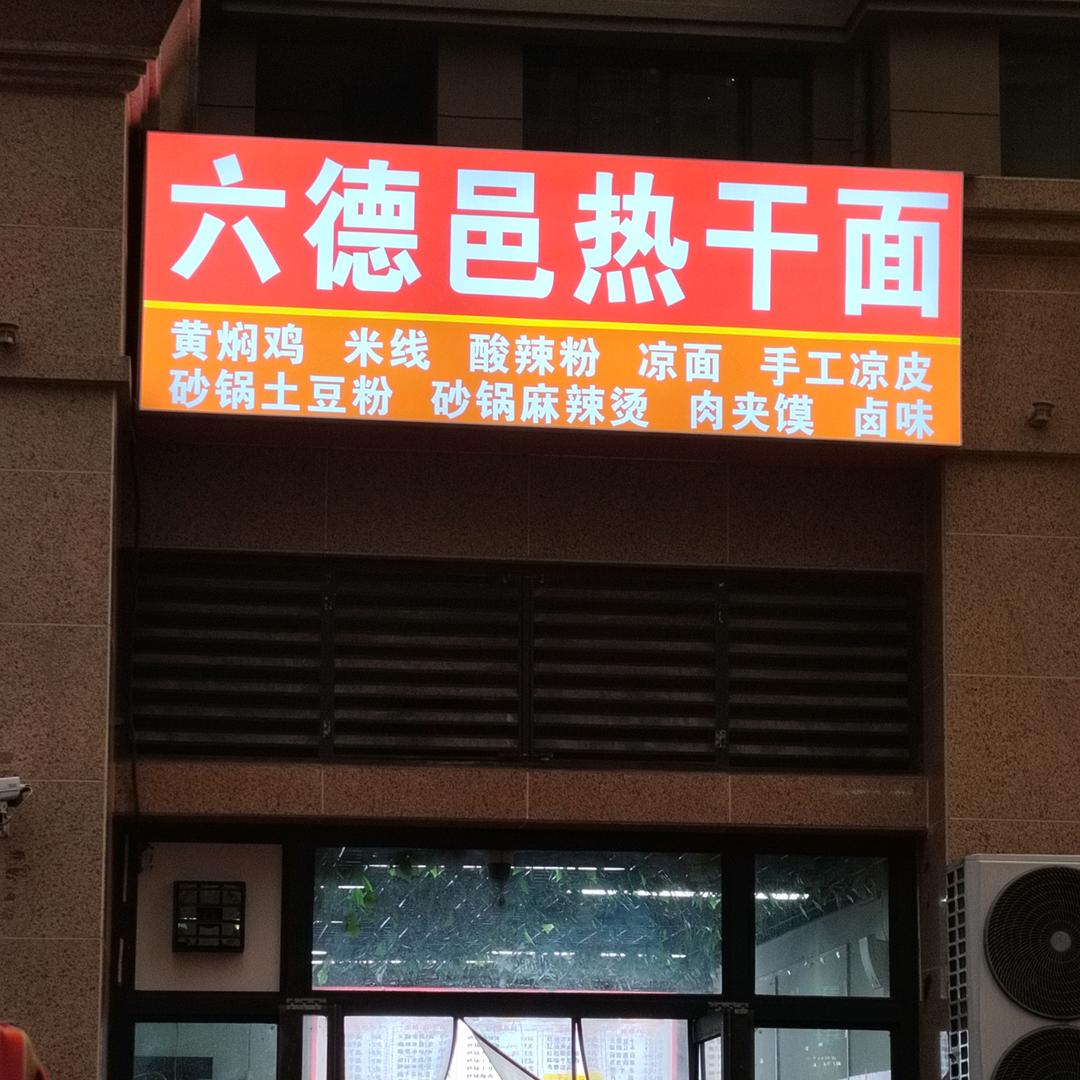 六德邑热干面
黄焖鸡 米线 酸辣粉 凉面 手工凉皮
砂锅土豆粉 砂锅麻辣烫 肉夹馍 卤味